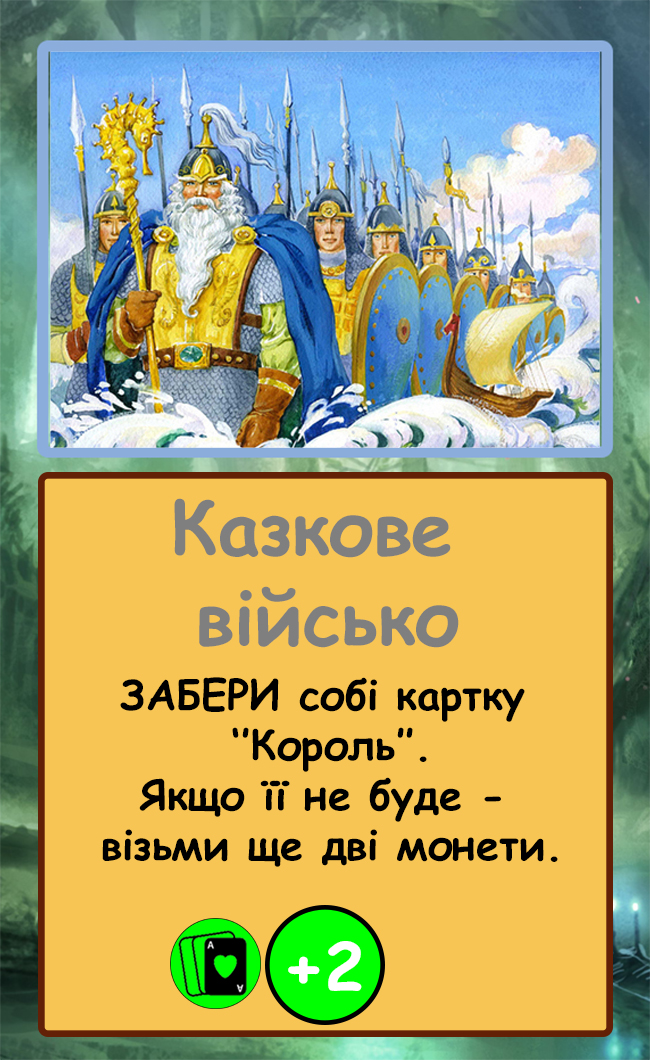 Казкове
військо
ЗАБЕРИ собі картку
"Король".
Якщо її не буде -
візьми ще дві монети.
A
A
+2